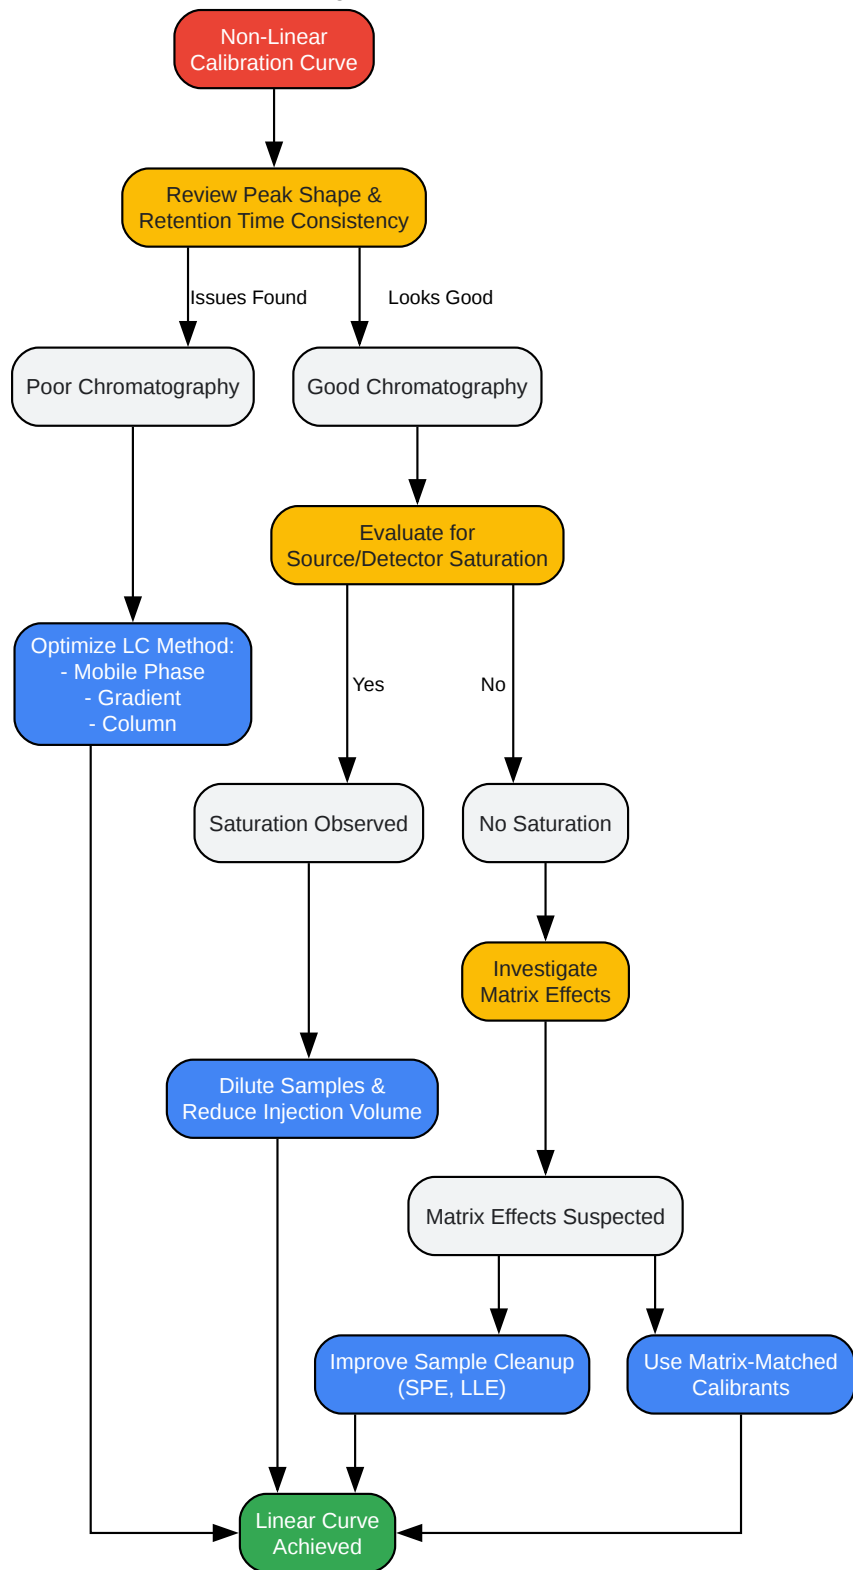 Non-Linear
Calibration Curve
Review Peak Shape &
Retention Time Consistency
Issues Found
Looks Good
Poor Chromatography
Good Chromatography
Evaluate for
Source/Detector Saturation
Optimize LC Method:
- Mobile Phase
- Gradient
- Column
Yes
No
Saturation Observed
No Saturation
Investigate
Matrix Effects
Dilute Samples &
Reduce Injection Volume
Matrix Effects Suspected
Improve Sample Cleanup
(SPE, LLE)
Use Matrix-Matched
Calibrants
Linear Curve
Achieved